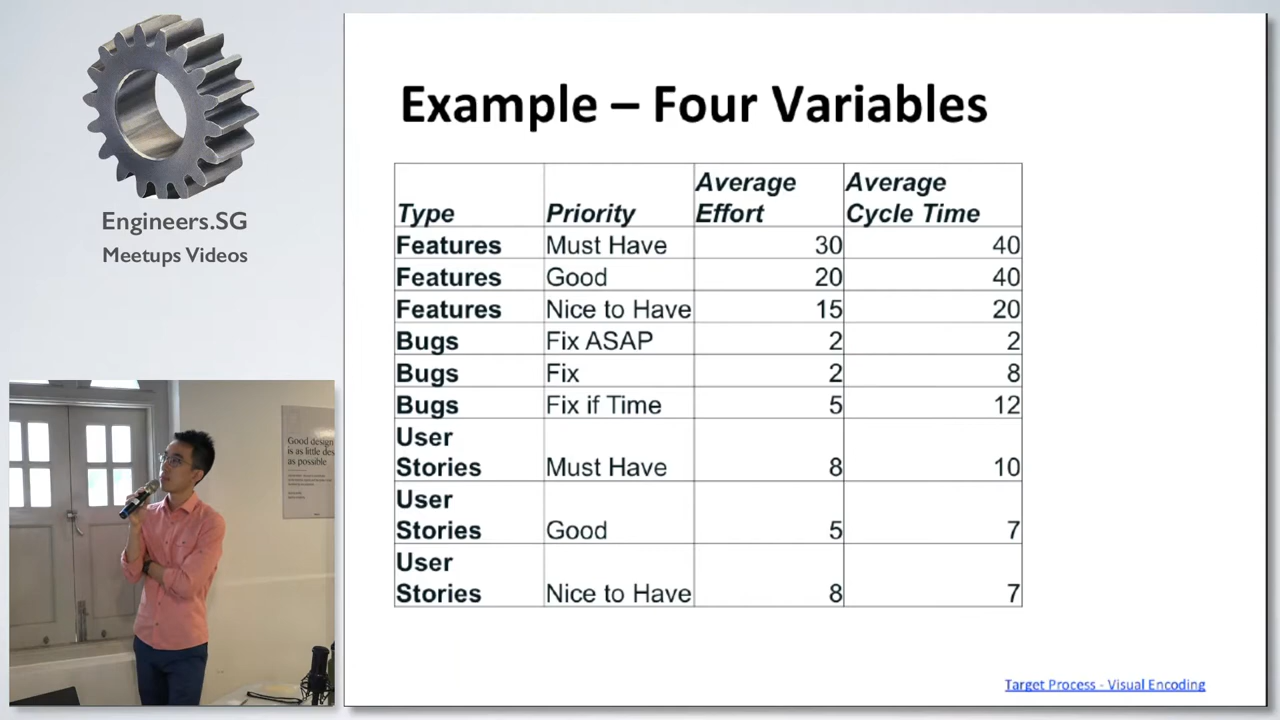 Engineers.SG
Meetups Videos
Good design
is as little des
as possible
Example – Four Variables
Type Priority Average Effort Average Cycle Time
Features Must Have 30 40
Features Good 20 40
Features Nice to Have 15 20
Bugs Fix ASAP 2 2
Bugs Fix 2 8
Bugs Fix if Time 5 12
User Stories Must Have 8 10
User Stories Good 5 7
User Stories Nice to Have 8 7
Target Process - Visual Encoding